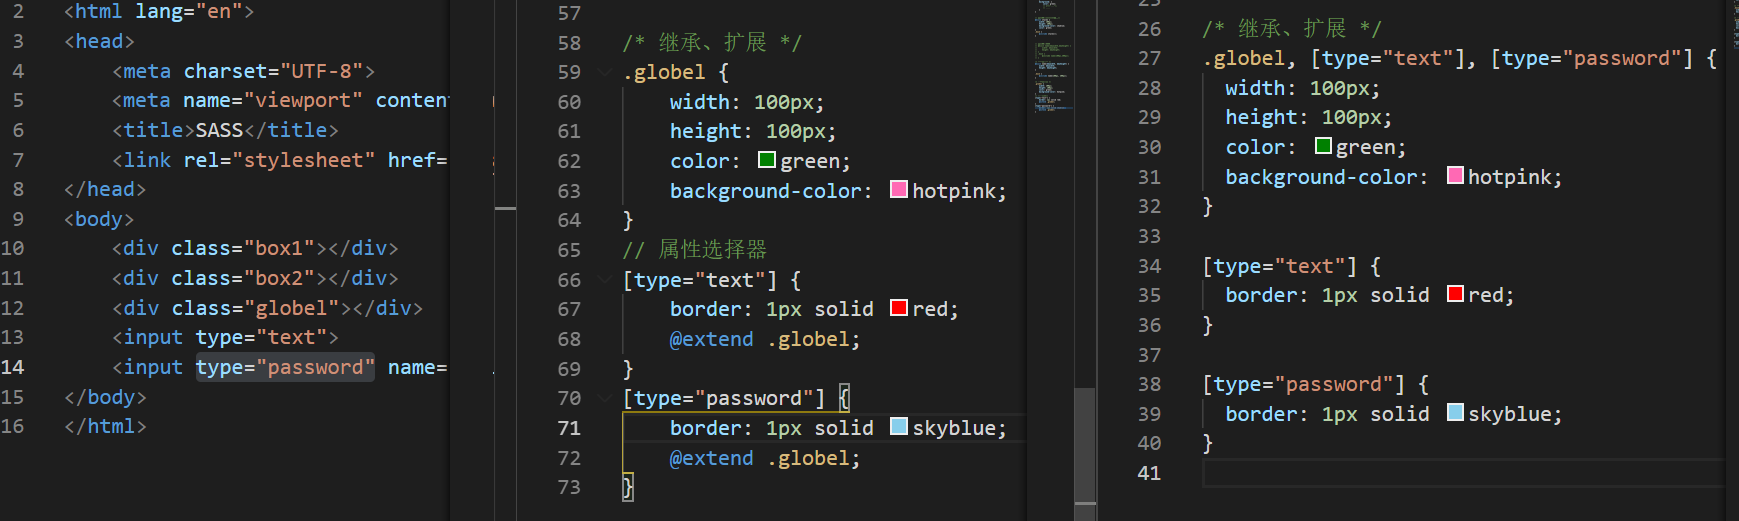 2 <html lang="en">
3 <head>
4 <meta charset="UTF-8">
5 <meta name="viewport" content
6 <title>SASS</title>
7 <link rel="stylesheet" href=
8 </head>
9 <body>
10 <div class="box1"></div>
11 <div class="box2"></div>
12 <div class="globel"></div>
13 <input type="text">
14 <input type="password" name=
15 </body>
16 </html>
57
58 /* 继承、扩展 */
59 .globel {
60 width: 100px;
61 height: 100px;
62 color: green;
63 background-color: hotpink;
64 }
65 // 属性选择器
66 [type="text"] {
67 border: 1px solid red;
68 @extend .globel;
69 }
70 [type="password"] {
71 border: 1px solid skyblue;
72 @extend .globel;
73 }
26 /* 继承、扩展 */
27 .globel, [type="text"], [type="password"] {
28 width: 100px;
29 height: 100px;
30 color: green;
31 background-color: hotpink;
32 }
33
34 [type="text"] {
35 border: 1px solid red;
36 }
37
38 [type="password"] {
39 border: 1px solid skyblue;
40 }
41